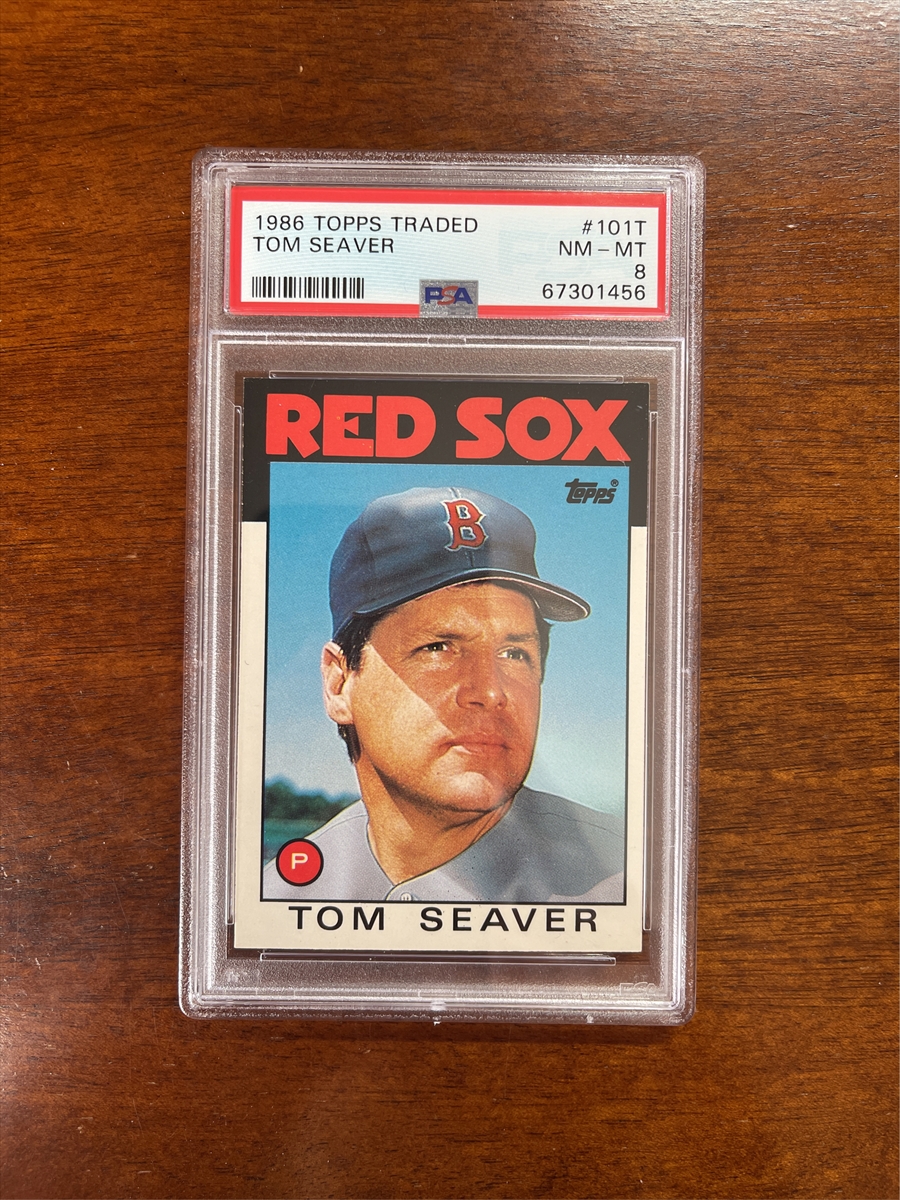 1986 TOPPS TRADED #101T
TOM SEAVER NM - MT
8
PSA 67301456
RED SOX
topps®
B
P
TOM SEAVER